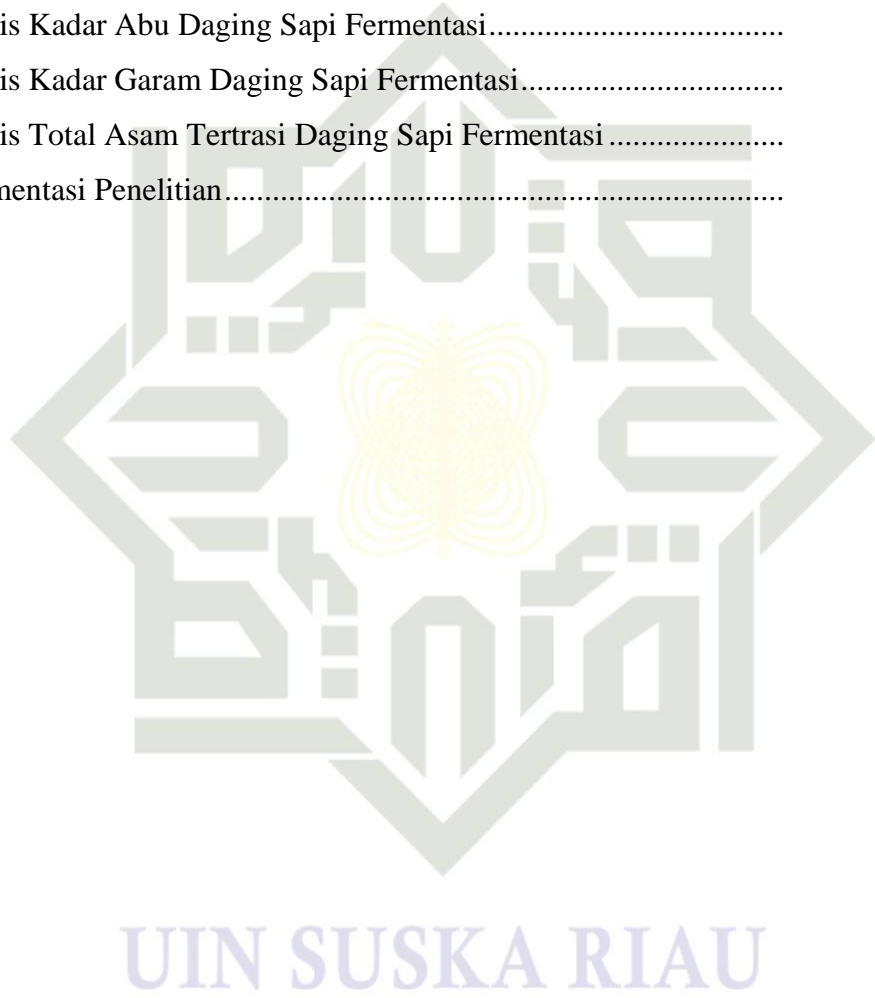 is Kadar Abu Daging Sapi Fermentasi.....................................
is Kadar Garam Daging Sapi Fermentasi.................................
is Total Asam Tertrasi Daging Sapi Fermentasi......................
mentasi Penelitian......................................................................
UIN SUSKA RIAU